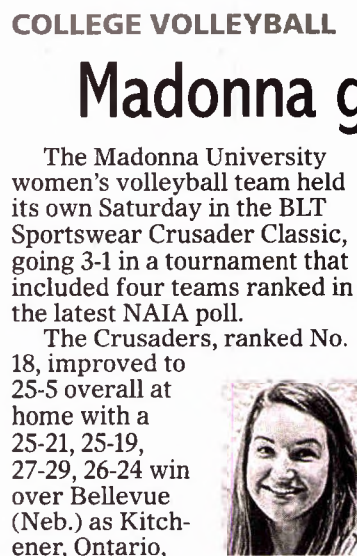 COLLEGE VOLLEYBALL
Madonna g
The Madonna University
women's volleyball team held
its own Saturday in the BLT
Sportswear Crusader Classic,
going 3-1 in a tournament that
included four teams ranked in
the latest NAIA poll.
The Crusaders, ranked No.
18, improved to
25-5 overall at
home with a
25-21, 25-19,
27-29, 26-24 win
over Bellevue
(Neb.) as Kitch-
ener, Ontario,